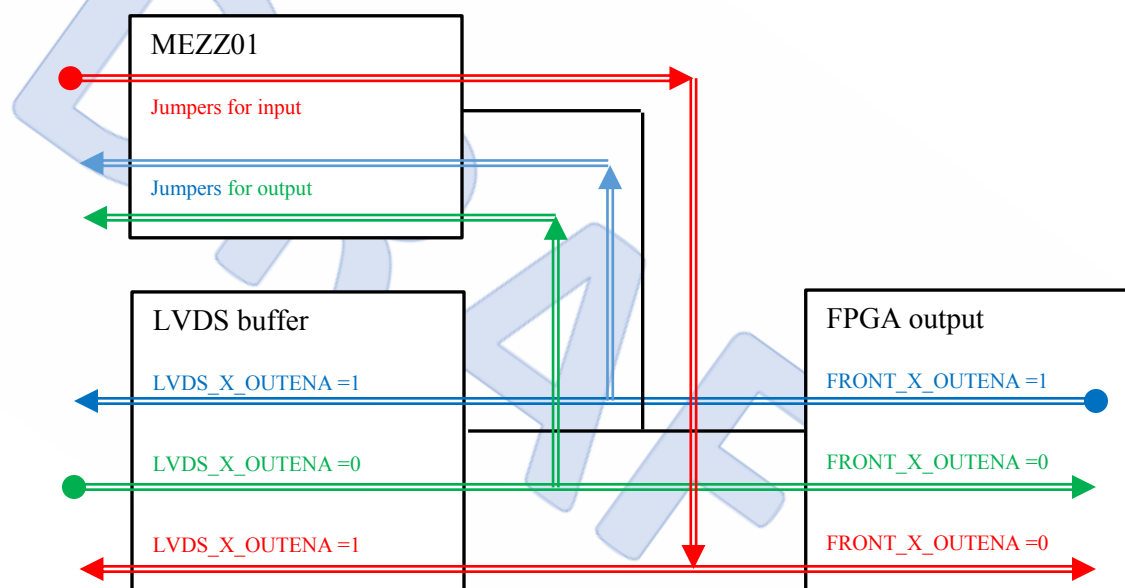 MEZZ01
Jumpers for input
Jumpers for output
LVDS buffer
FPGA output
LVDS_X_OUTENA =1
FRONT_X_OUTENA =1
LVDS_X_OUTENA =0
FRONT_X_OUTENA =0
LVDS_X_OUTENA =1
FRONT_X_OUTENA =0
DRAF